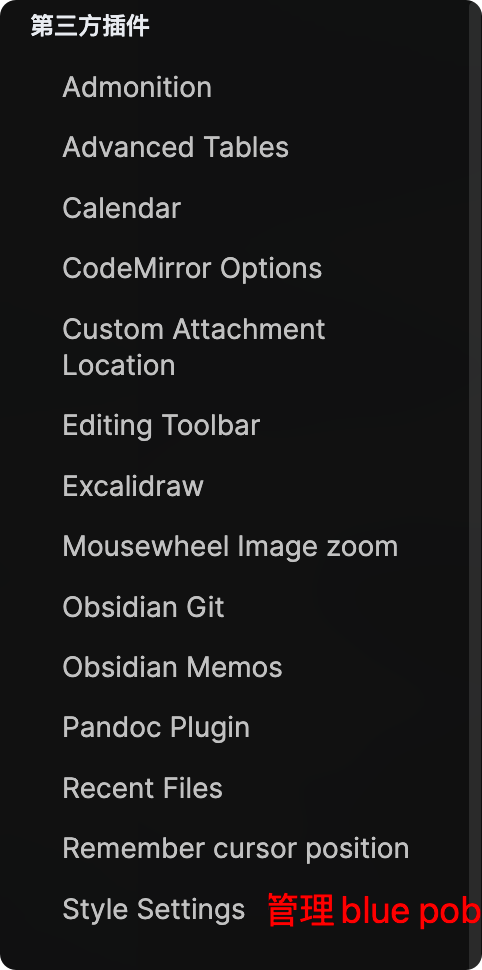 第三方插件
Admonition
Advanced Tables
Calendar
CodeMirror Options
Custom Attachment
Location
Editing Toolbar
Excalidraw
Mousewheel Image zoom
Obsidian Git
Obsidian Memos
Pandoc Plugin
Recent Files
Remember cursor position
Style Settings 管理 blue pob